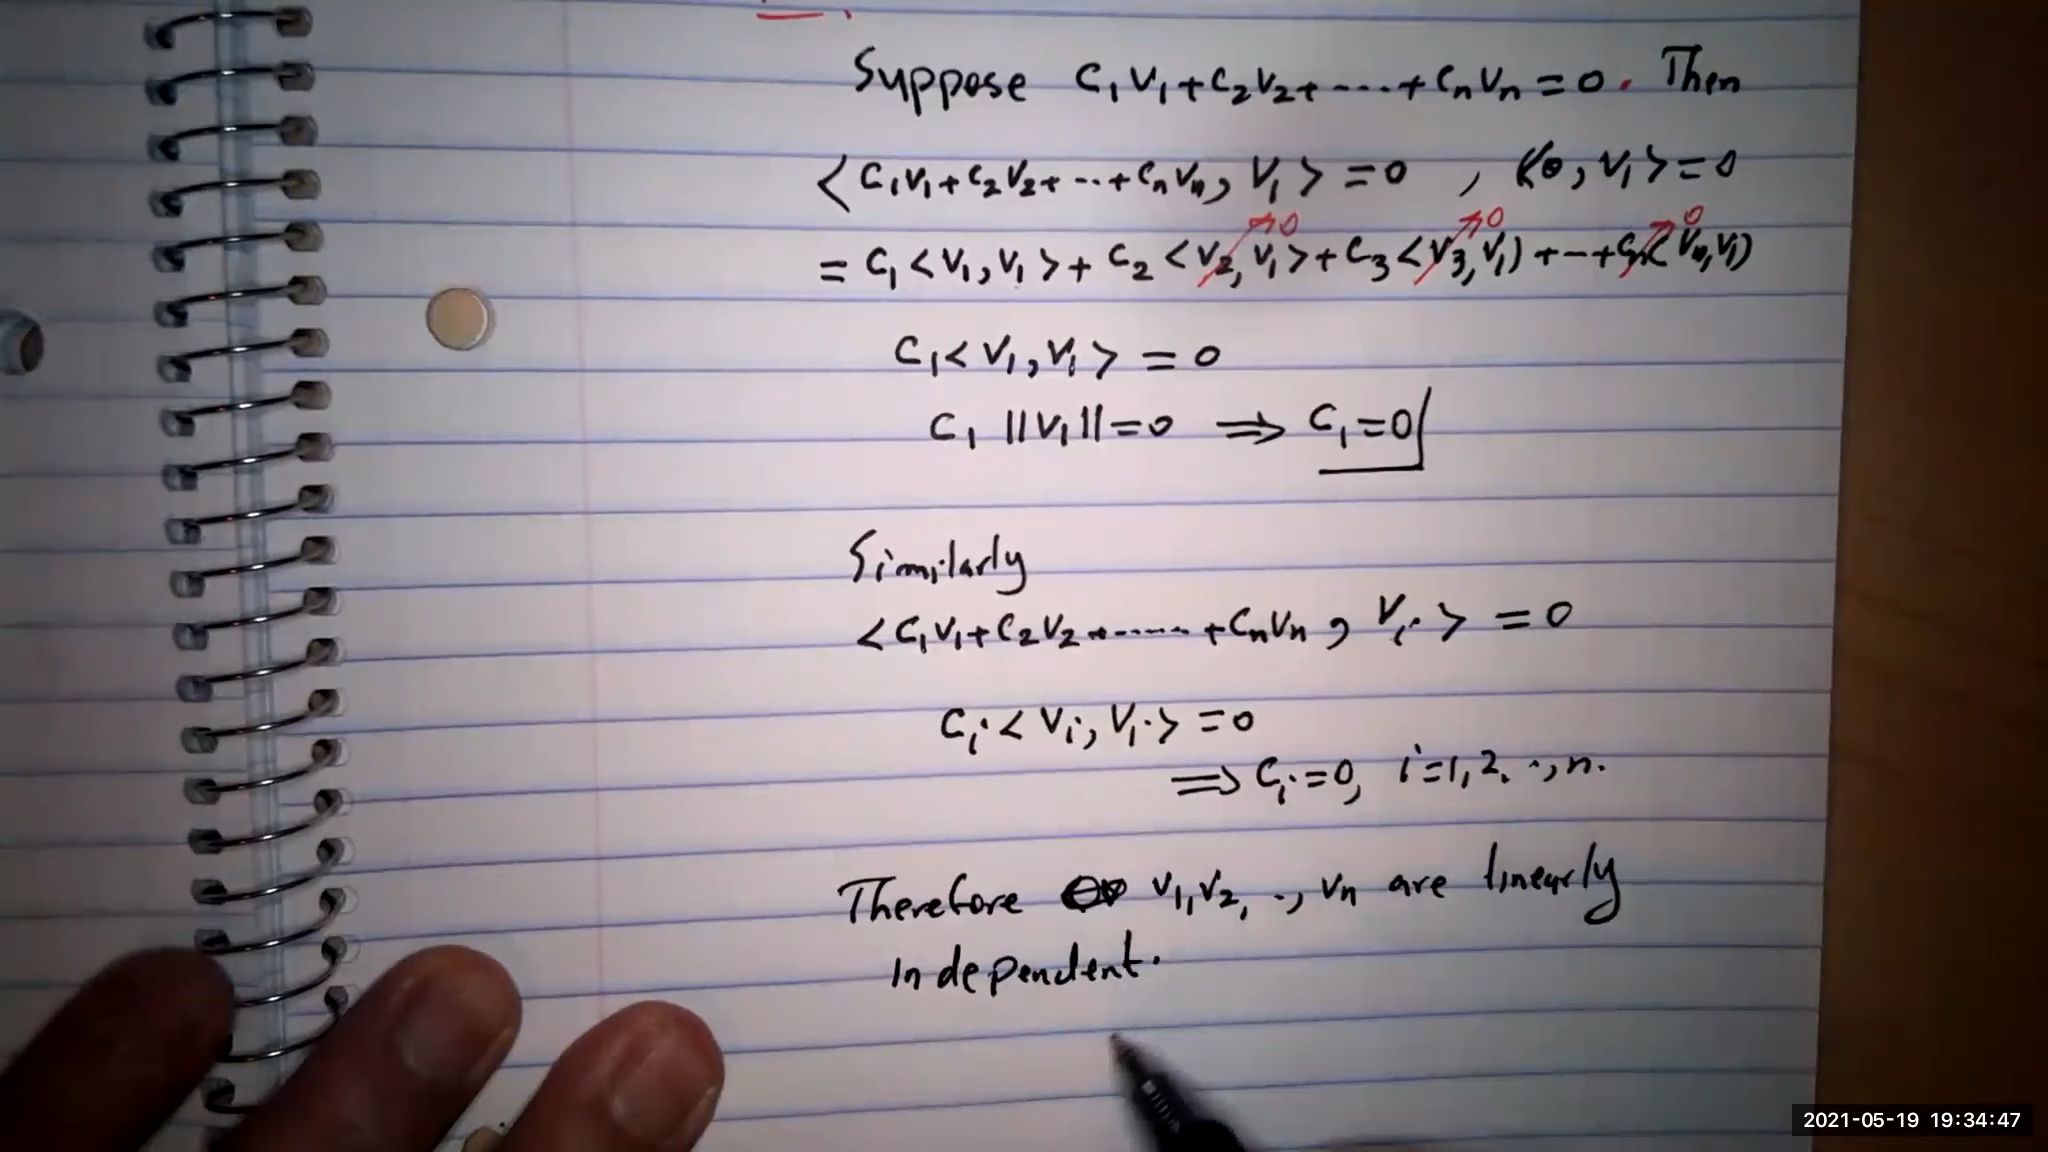 Suppose C₁V₁+C₂V₂+----+CₙVₙ=0. Then
<C₁V₁+C₂V₂+--+CₙVₙ, V₁>=0 , <0,V₁>=0
0 0 0
= C₁<V₁,V₁>+ C₂<V₂,V₁>+C₃<V₃,V₁)+--+Cₙ<Vₙ,V₁)
C₁<V₁,V₁> = 0
C₁ ||V₁||=0 ⟹ C₁=0
Similarly
<C₁V₁+C₂V₂+-----+CₙVₙ, Vᵢ> =0
Cᵢ<Vᵢ,Vᵢ> =0
⟹ Cᵢ=0, i=1,2,..,n.
Therefore V₁,V₂,..,Vₙ are linearly
independent.
2021-05-19 19:34:47